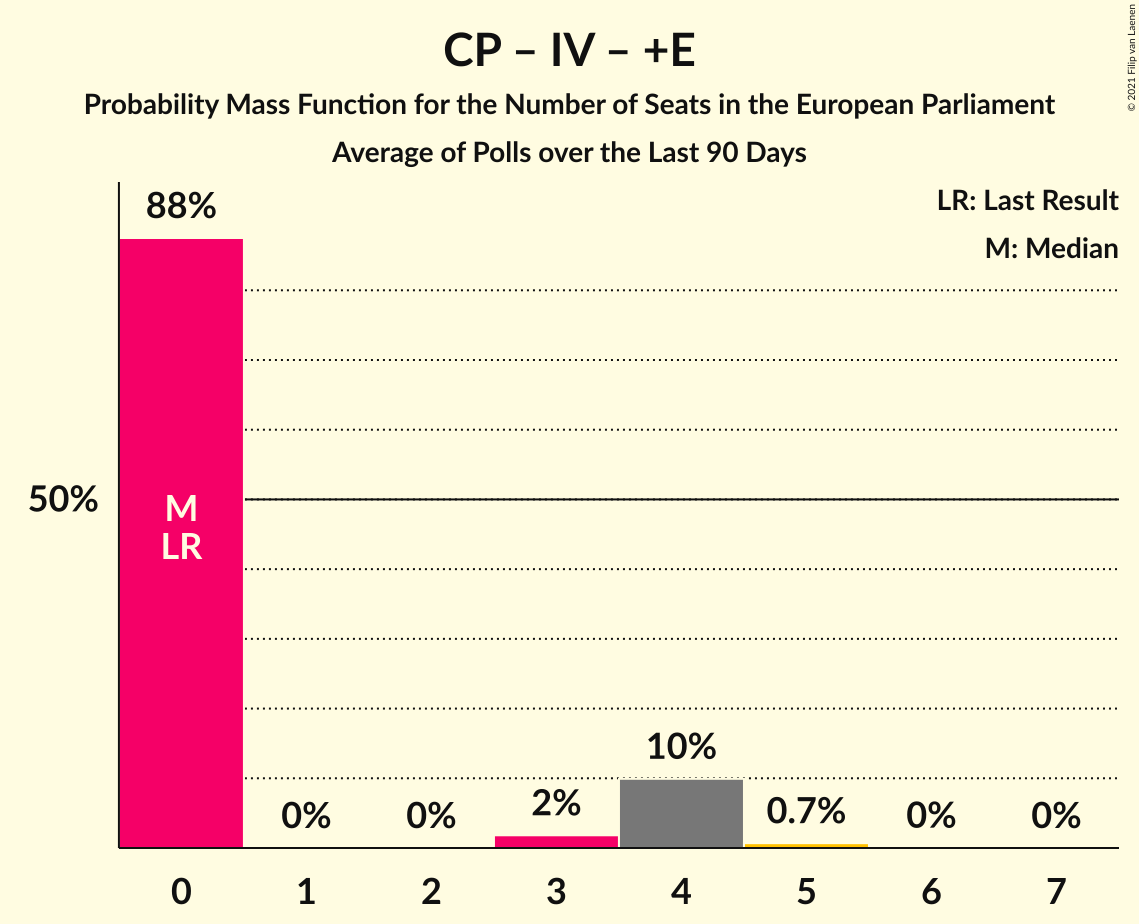 CP – IV – +E
Probability Mass Function for the Number of Seats in the European Parliament
Average of Polls over the Last 90 Days
© 2021 Filip van Laenen
LR: Last Result
M: Median
88%
50%
M
LR
0%
0%
2%
10%
0.7%
0%
0%
0 1 2 3 4 5 6 7